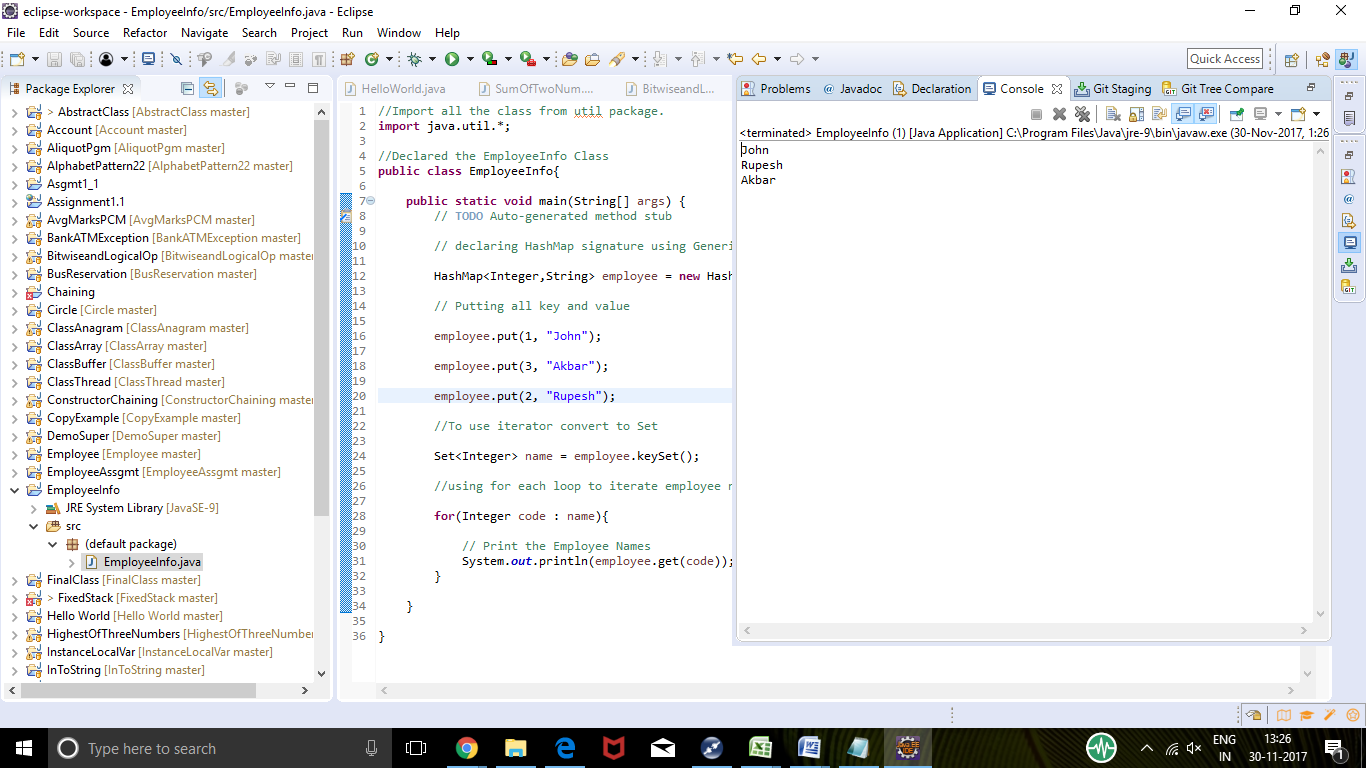 eclipse-workspace - EmployeeInfo/src/EmployeeInfo.java - Eclipse
File Edit Source Refactor Navigate Search Project Run Window Help
Quick Access
Package Explorer
> AbstractClass [AbstractClass master]
Account [Account master]
AliquotPgm [AliquotPgm master]
AlphabetPattern22 [AlphabetPattern22 master]
Asgmt1_1
Assignment1.1
AvgMarksPCM [AvgMarksPCM master]
BankATMException [BankATMException master]
BitwiseandLogicalOp [BitwiseandLogicalOp maste
BusReservation [BusReservation master]
Chaining
Circle [Circle master]
ClassAnagram [ClassAnagram master]
ClassArray [ClassArray master]
ClassBuffer [ClassBuffer master]
ClassThread [ClassThread master]
ConstructorChaining [ConstructorChaining master
CopyExample [CopyExample master]
DemoSuper [DemoSuper master]
Employee [Employee master]
EmployeeAssgmt [EmployeeAssgmt master]
EmployeeInfo
JRE System Library [JavaSE-9]
src
(default package)
EmployeeInfo.java
FinalClass [FinalClass master]
> FixedStack [FixedStack master]
Hello World [Hello World master]
HighestOfThreeNumbers [HighestOfThreeNumber
InstanceLocalVar [InstanceLocalVar master]
InToString [InToString master]
HelloWorld.java SumOfTwoNum.... BitwiseandL...
1 //Import all the class from util package.
2 import java.util.*;
3
4 //Declared the EmployeeInfo Class
5 public class EmployeeInfo{
6
7 public static void main(String[] args) {
8 // TODO Auto-generated method stub
9
10 // declaring HashMap signature using Generi
11
12 HashMap<Integer,String> employee = new Hash
13
14 // Putting all key and value
15
16 employee.put(1, "John");
17
18 employee.put(3, "Akbar");
19
20 employee.put(2, "Rupesh");
21
22 //To use iterator convert to Set
23
24 Set<Integer> name = employee.keySet();
25
26 //using for each loop to iterate employee n
27
28 for(Integer code : name){
29
30 // Print the Employee Names
31 System.out.println(employee.get(code));
32 }
33
34 }
35
36 }
Problems @ Javadoc Declaration Console Git Staging Git Tree Compare
<terminated> EmployeeInfo (1) [Java Application] C:\Program Files\Java\jre-9\bin\javaw.exe (30-Nov-2017, 1:26
John
Rupesh
Akbar
Type here to search
ENG
IN
13:26
30-11-2017
1